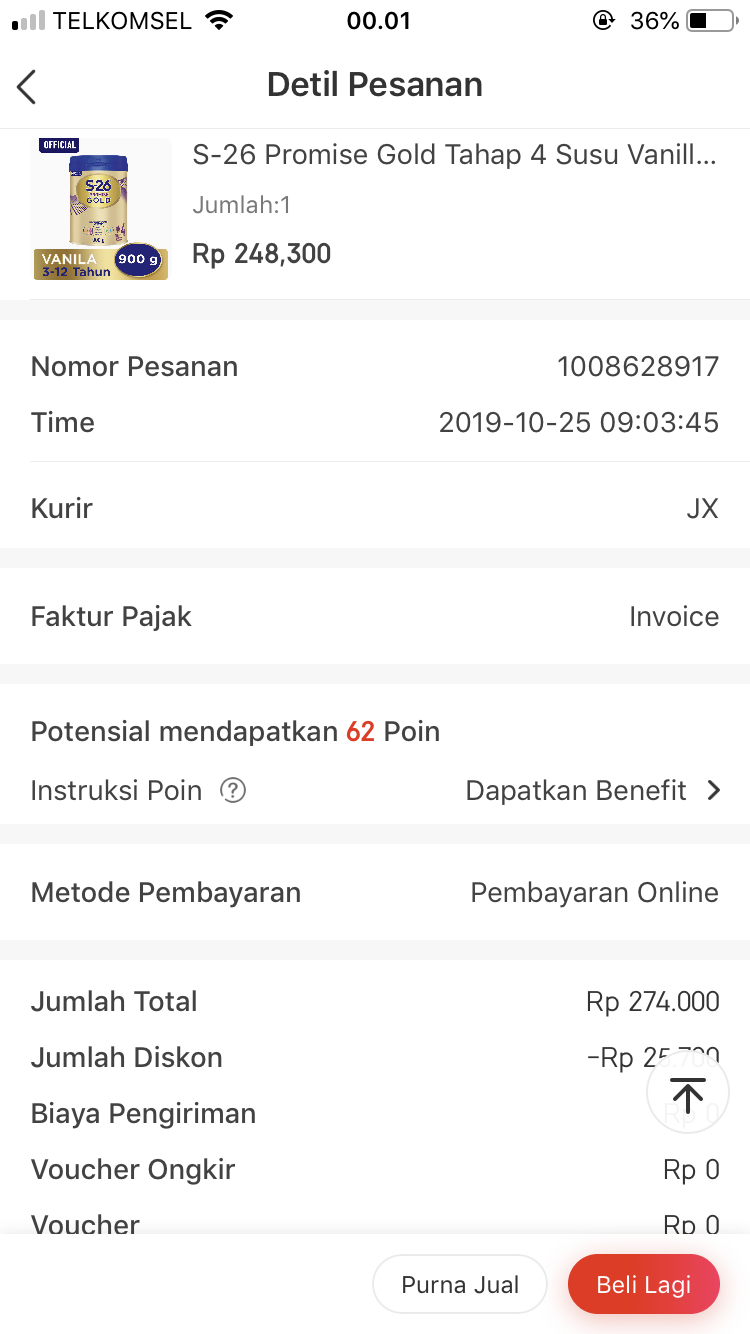 TELKOMSEL 00.01 36%
Detil Pesanan
OFFICIAL
S-26
PROMISE
GOLD
VANILA 900 g
3-12 Tahun
S-26 Promise Gold Tahap 4 Susu Vanill...
Jumlah:1
Rp 248,300
Nomor Pesanan 1008628917
Time 2019-10-25 09:03:45
Kurir JX
Faktur Pajak Invoice
Potensial mendapatkan 62 Poin
Instruksi Poin ? Dapatkan Benefit
Metode Pembayaran Pembayaran Online
Jumlah Total Rp 274.000
Jumlah Diskon -Rp 25.700
Biaya Pengiriman Rp 0
Voucher Ongkir Rp 0
Voucher Rp 0
Purna Jual Beli Lagi